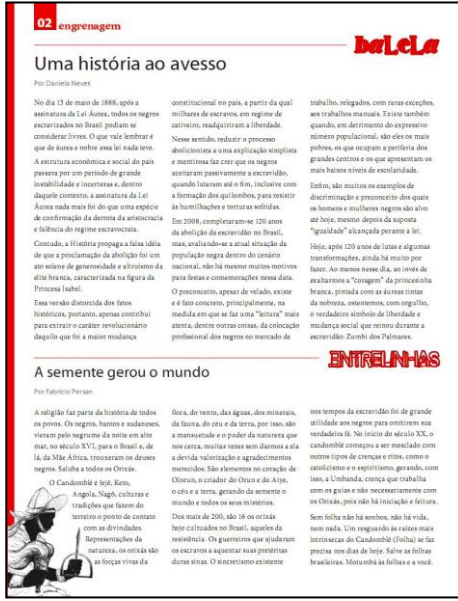 02 engrenagem
baLeLa
Uma história ao avesso
Por Daniela Neves
No dia 13 de maio de 1888, após a
assinatura da Lei Áurea, todos os negros
escravizados no Brasil podiam se
considerar livres. O que vale lembrar é
que de áurea e nobre essa lei nada teve.
A estrutura econômica e social do país
passava por um período de grande
instabilidade e incertezas e, dentro
daquele contexto, a assinatura da Lei
Áurea nada mais foi do que uma espécie
de confirmação da derrota da aristocracia
e falência do regime escravocrata.
Contudo, a História propaga a falsa idéia
de que a proclamação da abolição foi um
ato solene de generosidade e altruísmo da
elite branca, caracterizada na figura da
Princesa Isabel.
Essa versão distorcida dos fatos
históricos, portanto, apenas contribui
para extrair o caráter revolucionário
daquilo que foi a maior mudança
constitucional no país, a partir da qual
milhares de escravos, em regime de
cativeiro, readquiriram a liberdade.
Nesse sentido, reduzir o processo
abolicionista a uma explicação simplista
e mentirosa faz crer que os negros
aceitaram passivamente a escravidão,
quando lutaram até o fim, inclusive com
a formação dos quilombos, para resistir
às humilhações e torturas sofridas.
Em 2008, completaram-se 120 anos
da abolição da escravidão no Brasil,
mas, avaliando-se a atual situação da
população negra dentro do cenário
nacional, não há mesmo muitos motivos
para festas e comemorações nessa data.
O preconceito, apesar de velado, existe
e é fato concreto, principalmente, na
medida em que se faz uma "leitura" mais
atenta, dentre outras coisas, da colocação
profissional dos negros no mercado de
trabalho, relegados, com raras exceções,
aos trabalhos manuais. Existe também
quando, em detrimento do expressivo
número populacional, são eles os mais
pobres, os que ocupam a periferia dos
grandes centros e os que apresentam os
mais baixos níveis de escolaridade.
Enfim, são muitos os exemplos de
discriminação e preconceito dos quais
os homens e mulheres negros são alvo
até hoje, mesmo depois da suposta
"igualdade" alcançada perante a lei.
Hoje, após 120 anos de lutas e algumas
transformações, ainda há muito por
fazer. Ao menos nesse dia, ao invés de
exaltarmos a "coragem" da princesinha
branca, pintada com as áureas tintas
da nobreza, ostentemos, com orgulho,
o verdadeiro símbolo de liberdade e
mudança social que reinou durante a
escravidão: Zumbi dos Palmares.
ENTRELINHAS
A semente gerou o mundo
Por Fabrício Persan
A religião faz parte da história de todos
os povos. Os negros, bantos e sudaneses,
vieram pelo negrume da noite em alto
mar, no século XVI, para o Brasil e, de
lá, da Mãe África, trouxeram os deuses
negros. Saluba a todos os Orixás.
O Candomblé é Jejê, Keto,
Angola, Nagô, culturas e
tradições que fazem do
terreiro o ponto de contato
com as divindades.
Representações da
natureza, os orixás são
as forças vivas da
flora, do vento, das águas, dos minerais,
da fauna, do céu e da terra, por isso, são
a mansuetude e o poder da natureza que
nos cerca, muitas vezes sem darmos a ela
a devida valorização e agradecimentos
merecidos. São elementos no coração de
Olorun, o criador do Orun e do Aiye,
o céu e a terra, gerando da semente o
mundo e todos os seus mistérios.
Dos mais de 200, são 16 os orixás
hoje cultuados no Brasil, aqueles da
resistência. Os guerreiros que ajudaram
os escravos a aquentar suas pretéritas
duras sinas. O sincretismo existente
nos tempos da escravidão foi de grande
utilidade aos negros para omitirem sua
verdadeira fé. No início do século XX, o
candomblé começou a ser mesclado com
outros tipos de crenças e ritos, como o
catolicismo e o espiritismo, gerando, com
isso, a Umbanda, crença que trabalha
com os guias e não necessariamente com
os Orixás, pois não há iniciação e feitura.
Sem folha não há sonhos, não há vida,
nem nada. Um resguardo às raízes mais
intrínsecas do Candomblé (Folha) se faz
precisa nos dias de hoje. Salve as folhas
brasileiras. Motumbá às folhas e a você.